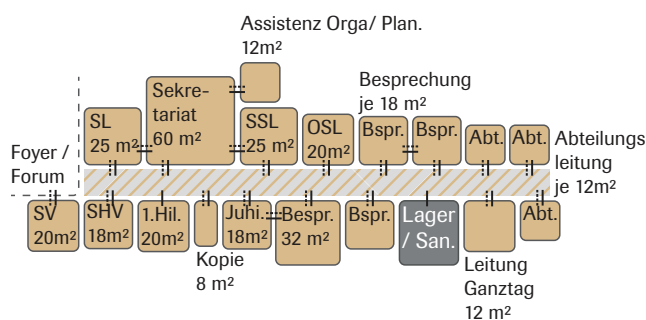 Assistenz Orga/ Plan.
12m²
Sekre-
tariat
60 m²
Besprechung
je 18 m²
SL
25 m²
SSL
25 m²
OSL
20m²
Bspr.
Bspr.
Abt.
Abt.
Abteilungs
leitung
je 12m²
Foyer /
Forum
SV
20m²
SHV
18m²
1.Hil.
20m²
Kopie
8 m²
Juhi.
18m²
Bespr.
32 m²
Bspr.
Lager
/ San.
Leitung
Ganztag
12 m²
Abt.